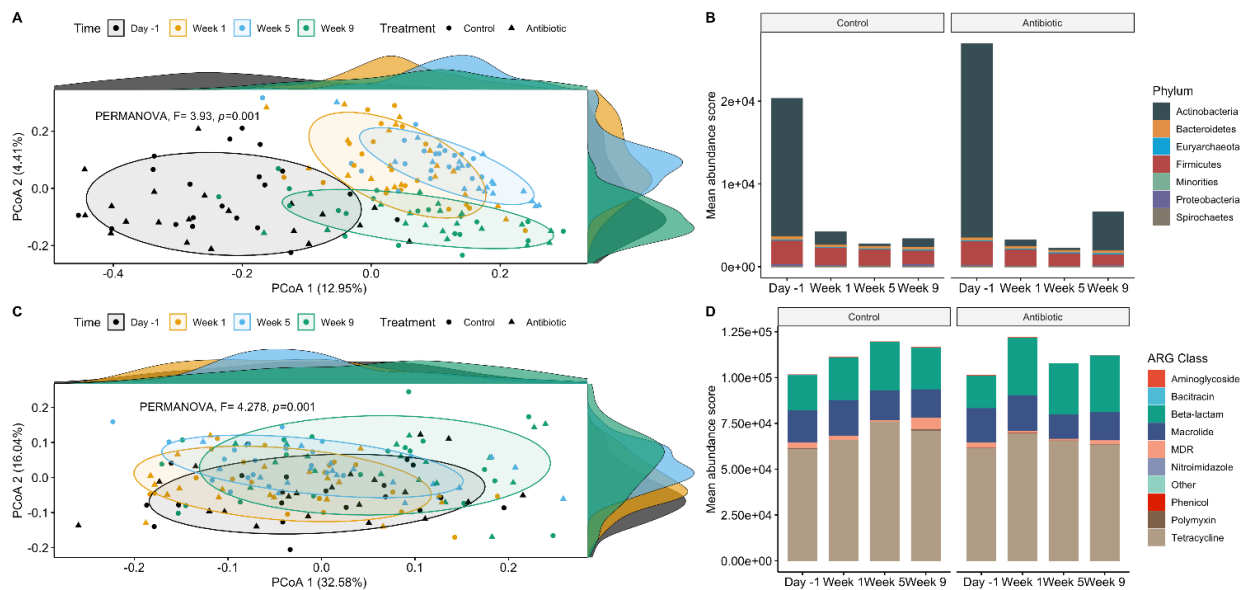 A
Time Day -1 Week 1 Week 5 Week 9 Treatment Control Antibiotic
PERMANOVA, F= 3.93, p=0.001
PCoA 2 (4.41%)
0.2
0.0
-0.2
-0.4 -0.2 0.0 0.2
PCoA 1 (12.95%)
B
Control Antibiotic
Mean abundance score
2e+04
1e+04
0e+00
Day -1 Week 1 Week 5 Week 9 Day -1 Week 1 Week 5 Week 9
Phylum
Actinobacteria
Bacteroidetes
Euryarchaeota
Firmicutes
Minorities
Proteobacteria
Spirochaetes
C
Time Day -1 Week 1 Week 5 Week 9 Treatment Control Antibiotic
PERMANOVA, F= 4.278, p=0.001
PCoA 2 (16.04%)
0.2
0.1
0.0
-0.1
-0.2
-0.2 -0.1 0.0 0.1 0.2
PCoA 1 (32.58%)
D
Control Antibiotic
Mean abundance score
1.25e+05
1.00e+05
7.50e+04
5.00e+04
2.50e+04
0.00e+00
Day -1 Week 1 Week 5 Week 9 Day -1 Week 1 Week 5 Week 9
ARG Class
Aminoglycoside
Bacitracin
Beta-lactam
Macrolide
MDR
Nitroimidazole
Other
Phenicol
Polymyxin
Tetracycline